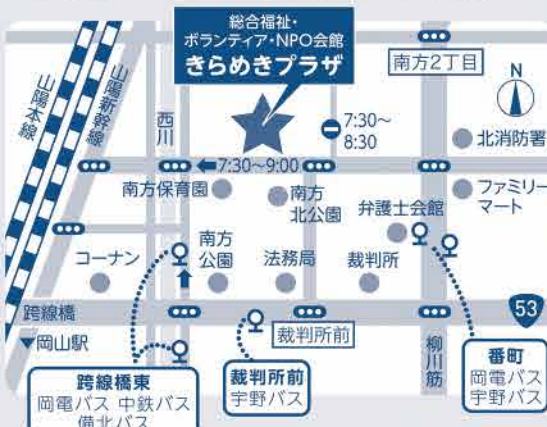 総合福祉・
ボランティア・NPO会館
きらめきプラザ
南方2丁目
N
山陽本線
山陽新幹線
西川
7:30〜
8:30
北消防署
7:30〜9:00
南方保育園
南方
北公園
ファミリー
マート
弁護士会館
コーナン
南方
公園
法務局
裁判所
跨線橋
53
裁判所前
▼岡山駅
柳川筋
跨線橋東
岡電バス 中鉄バス
備北バス
裁判所前
宇野バス
番町
岡電バス
宇野バス